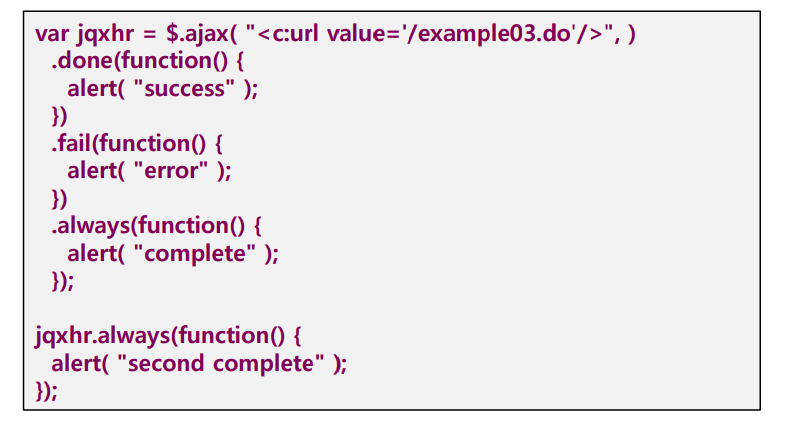 var jqxhr = $.ajax( "<c:url value='/example03.do'/>", )
.done(function() {
alert( "success" );
})
.fail(function() {
alert( "error" );
})
.always(function() {
alert( "complete" );
});
jqxhr.always(function() {
alert( "second complete" );
});